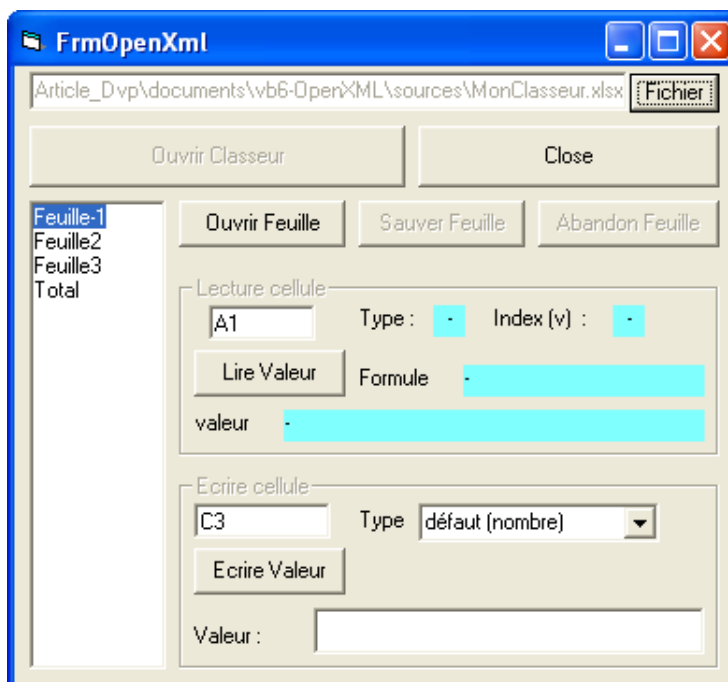 FrmOpenXml
Article_Dvp\documents\vb6-OpenXML\sources\MonClasseur.xlsx Fichier
Ouvrir Classeur Close
Feuille-1 Ouvrir Feuille Sauver Feuille Abandon Feuille
Feuille2
Feuille3
Total
Lecture cellule
A1 Type : - Index (v) : -
Lire Valeur Formule -
valeur -
Ecrire cellule
C3 Type défaut (nombre)
Ecrire Valeur
Valeur :